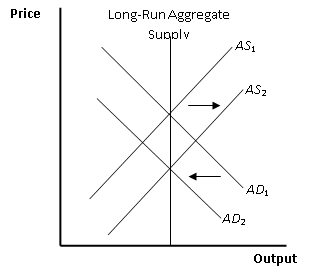 Price
Long-Run Aggregate
Supply
AS1
AS2
AD1
AD2
Output